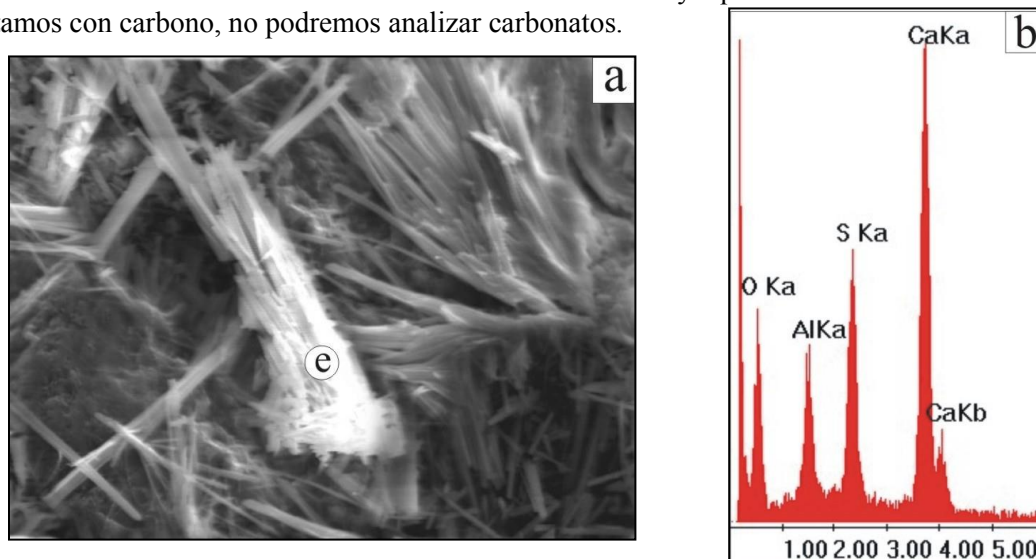 tamos con carbono, no podremos analizar carbonatos.
a
e
b
CaKa
S Ka
O Ka
AlKa
CaKb
1.00 2.00 3.00 4.00 5.00